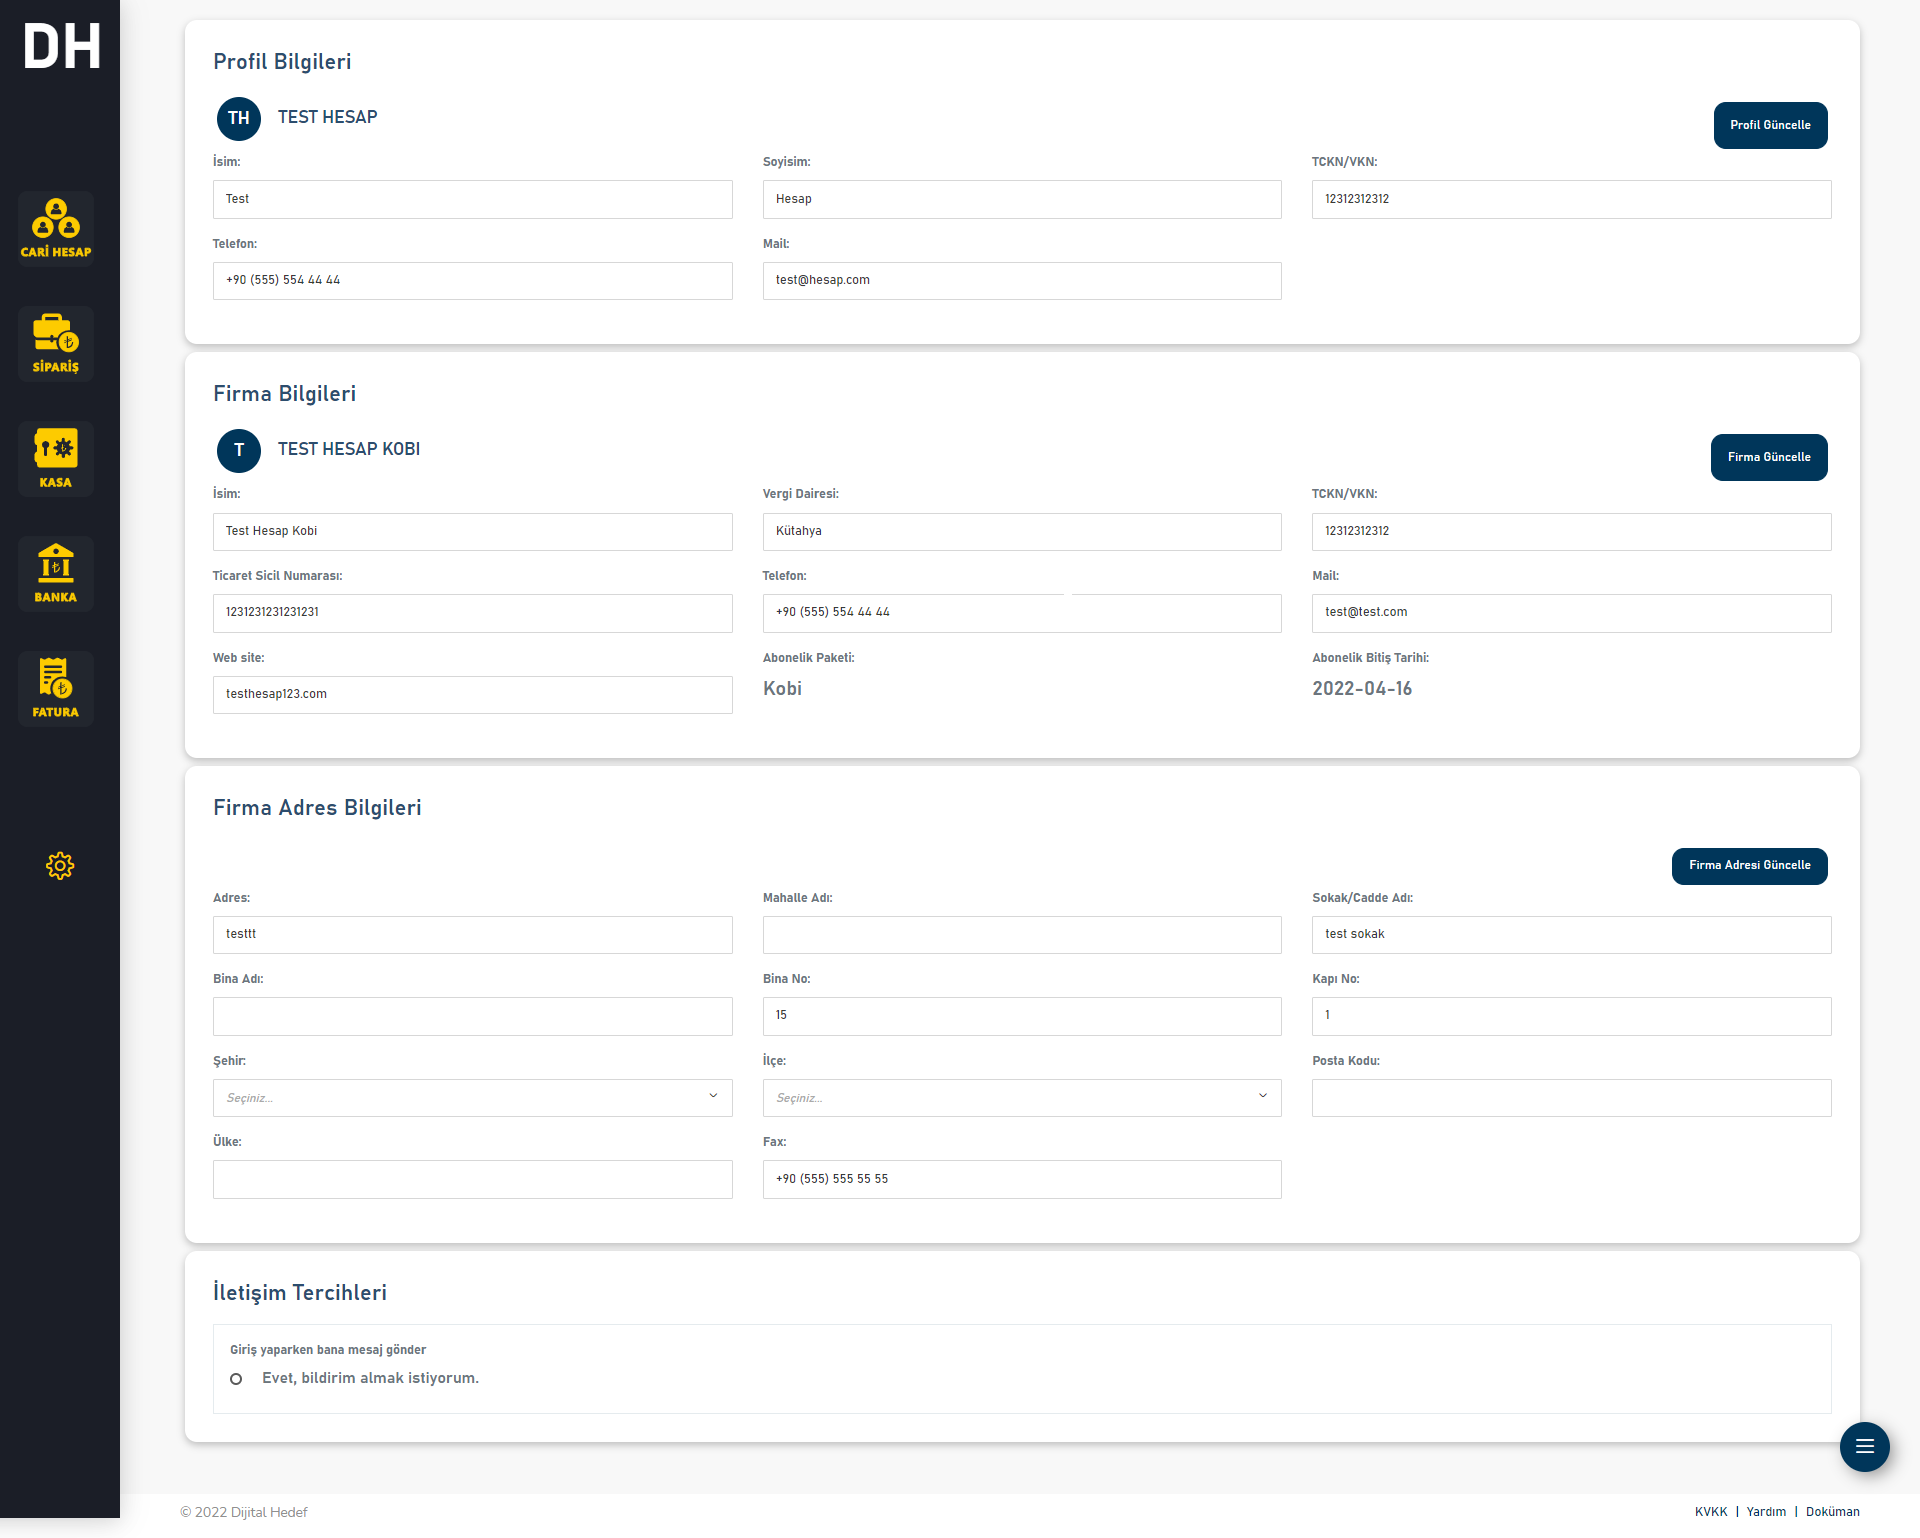 DH
CARİ HESAP
SİPARİŞ
KASA
BANKA
FATURA
Profil Bilgileri
TH TEST HESAP
Profil Güncelle
İsim: Soyisim: TCKN/VKN:
Test Hesap 12312312312
Telefon: Mail:
+90 (555) 554 44 44 test@hesap.com
Firma Bilgileri
T TEST HESAP KOBI
Firma Güncelle
İsim: Vergi Dairesi: TCKN/VKN:
Test Hesap Kobi Kütahya 12312312312
Ticaret Sicil Numarası: Telefon: Mail:
1231231231231231 +90 (555) 554 44 44 test@test.com
Web site: Abonelik Paketi: Abonelik Bitiş Tarihi:
testhesap123.com Kobi 2022-04-16
Firma Adres Bilgileri
Firma Adresi Güncelle
Adres: Mahalle Adı: Sokak/Cadde Adı:
testtt test sokak
Bina Adı: Bina No: Kapı No:
15 1
Şehir: İlçe: Posta Kodu:
Seçiniz... Seçiniz...
Ülke: Fax:
+90 (555) 555 55 55
İletişim Tercihleri
Giriş yaparken bana mesaj gönder
Evet, bildirim almak istiyorum.
© 2022 Dijital Hedef
KVKK | Yardım | Doküman